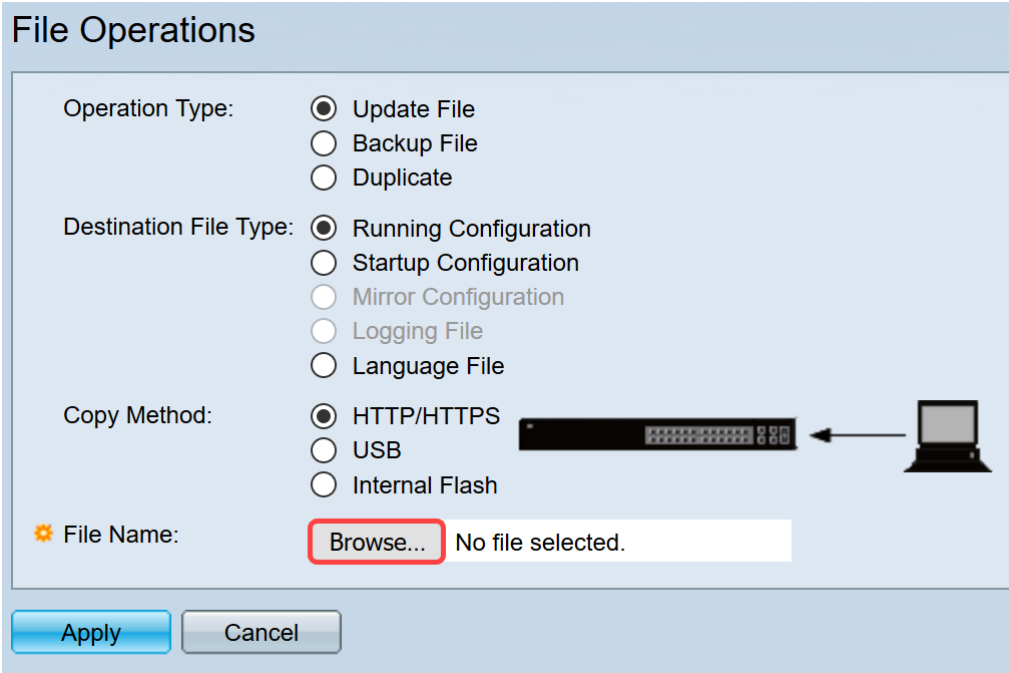 File Operations
Operation Type: Update File
Backup File
Duplicate
Destination File Type: Running Configuration
Startup Configuration
Mirror Configuration
Logging File
Language File
Copy Method: HTTP/HTTPS
USB
Internal Flash
File Name: Browse... No file selected.
Apply Cancel